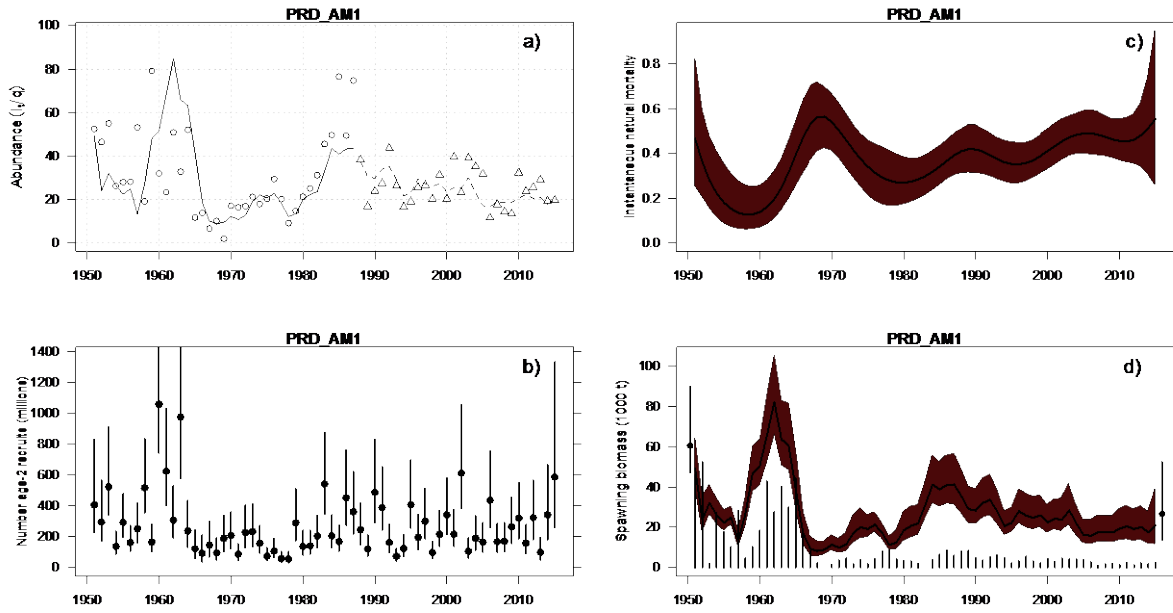 PRD_AM1
a)
Abundance (I_t/q)
100
80
60
40
20
0
1950 1960 1970 1980 1990 2000 2010
PRD_AM1
c)
Instantaneous natural mortality
0.8
0.6
0.4
0.2
0.0
1950 1960 1970 1980 1990 2000 2010
PRD_AM1
b)
Number age-2 recruits (millions)
1400
1200
1000
800
600
400
200
0
1950 1960 1970 1980 1990 2000 2010
PRD_AM1
d)
Spawning biomass (1000 t)
100
80
60
40
20
0
1950 1960 1970 1980 1990 2000 2010